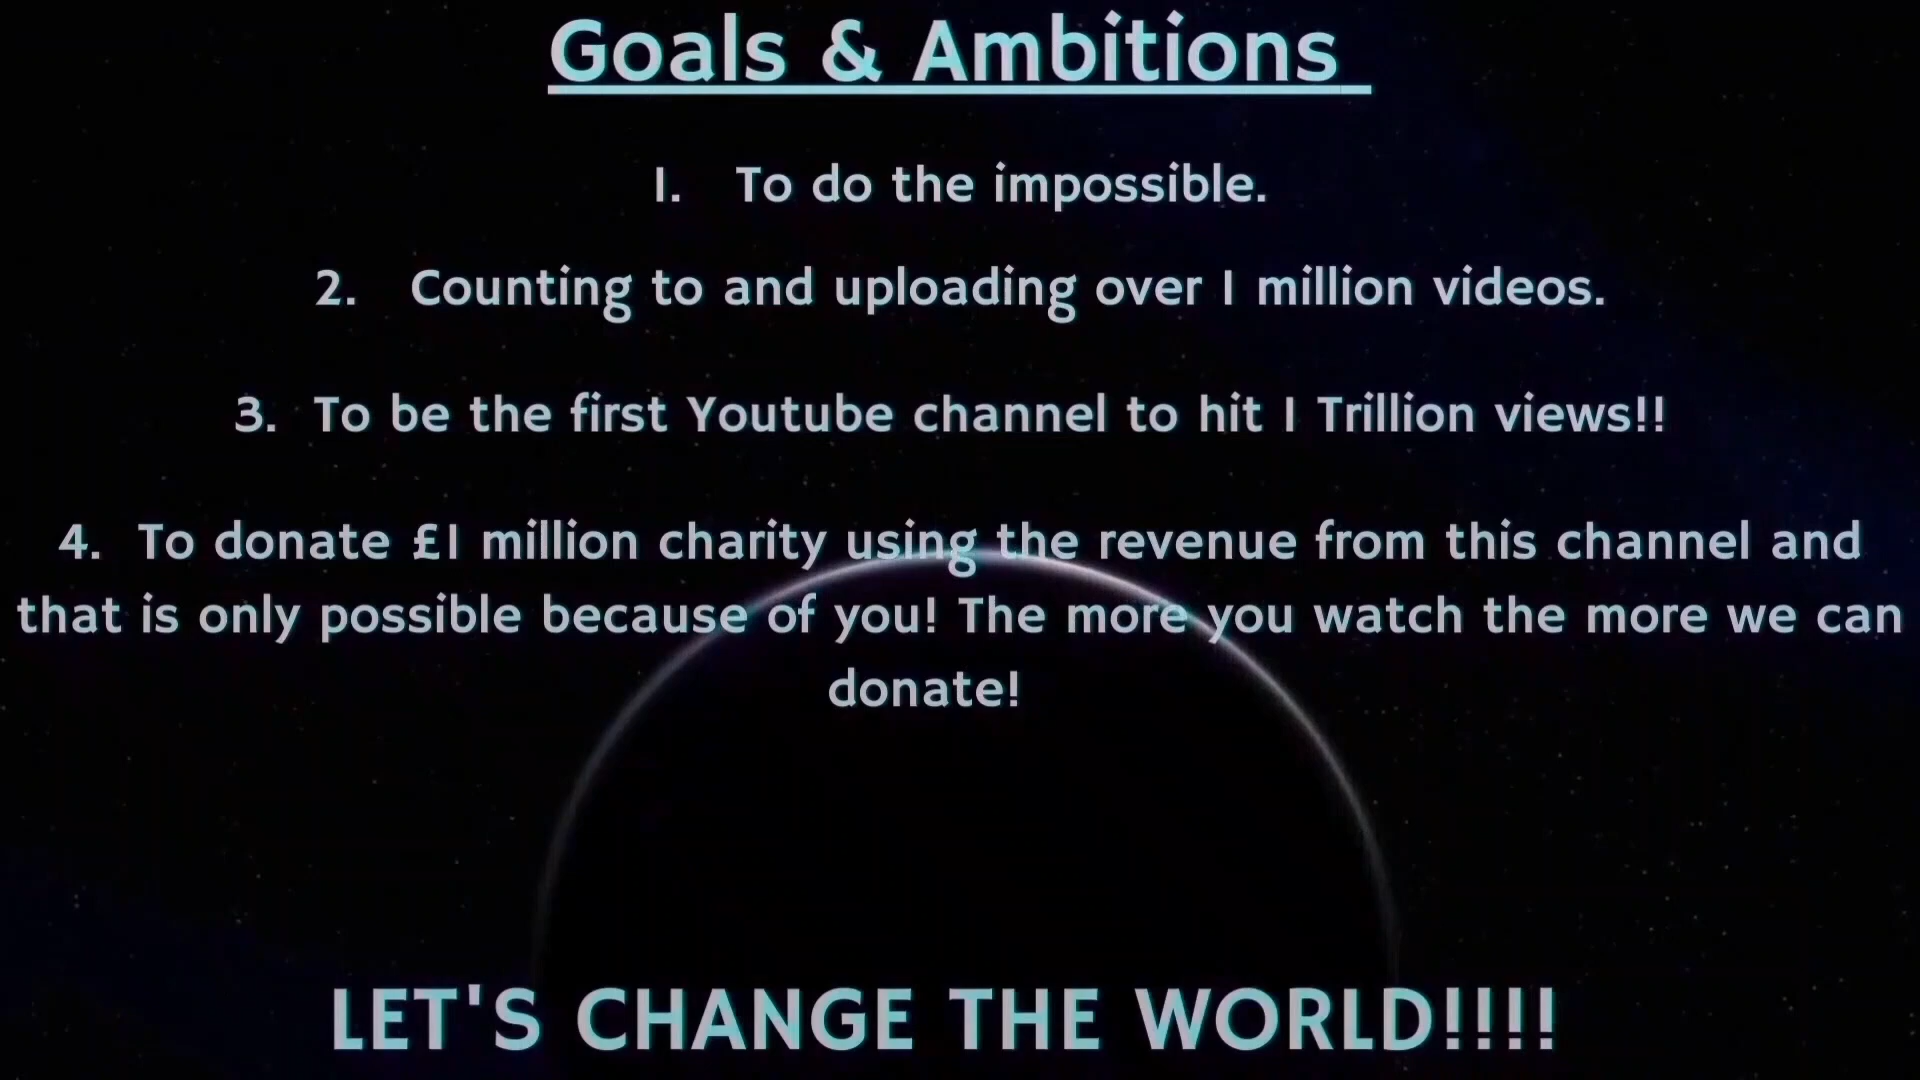 Goals & Ambitions
1. To do the impossible.
2. Counting to and uploading over 1 million videos.
3. To be the first Youtube channel to hit 1 Trillion views!!
4. To donate £1 million charity using the revenue from this channel and
that is only possible because of you! The more you watch the more we can
donate!
LET'S CHANGE THE WORLD!!!!